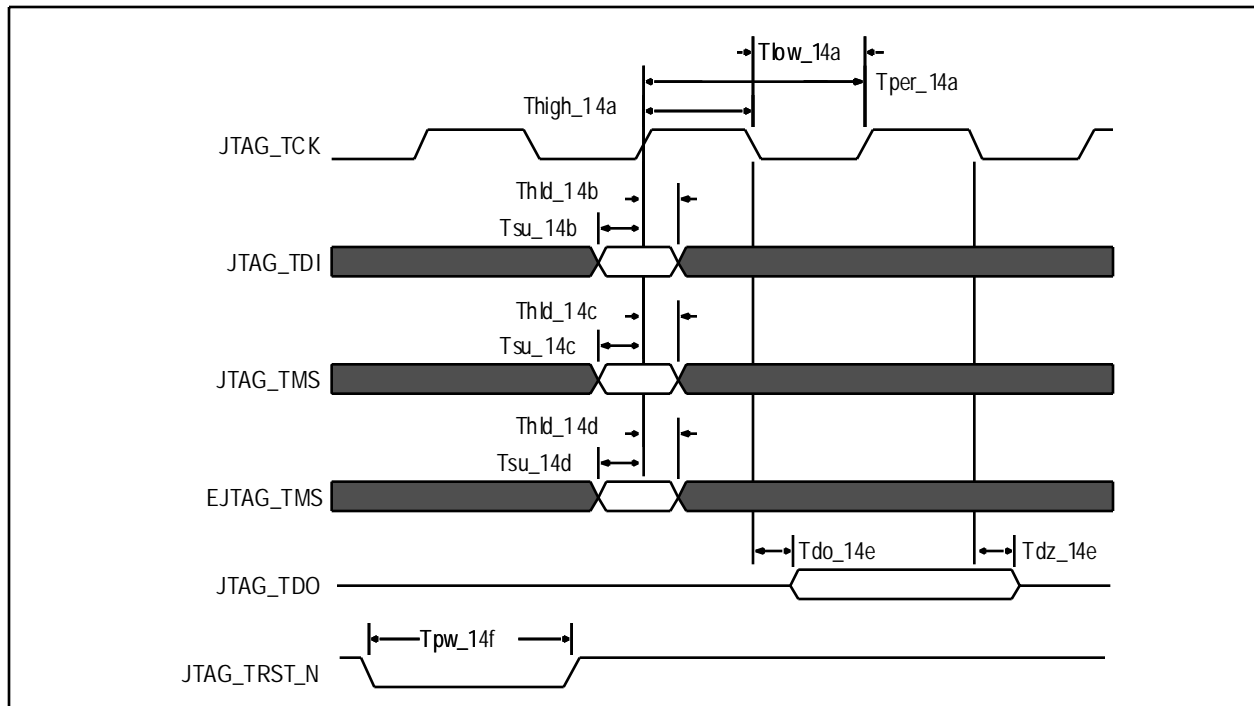 Tlow_14a
Tper_14a
Thigh_14a
JTAG_TCK
Thld_14b
Tsu_14b
JTAG_TDI
Thld_14c
Tsu_14c
JTAG_TMS
Thld_14d
Tsu_14d
EJTAG_TMS
Tdo_14e
Tdz_14e
JTAG_TDO
Tpw_14f
JTAG_TRST_N